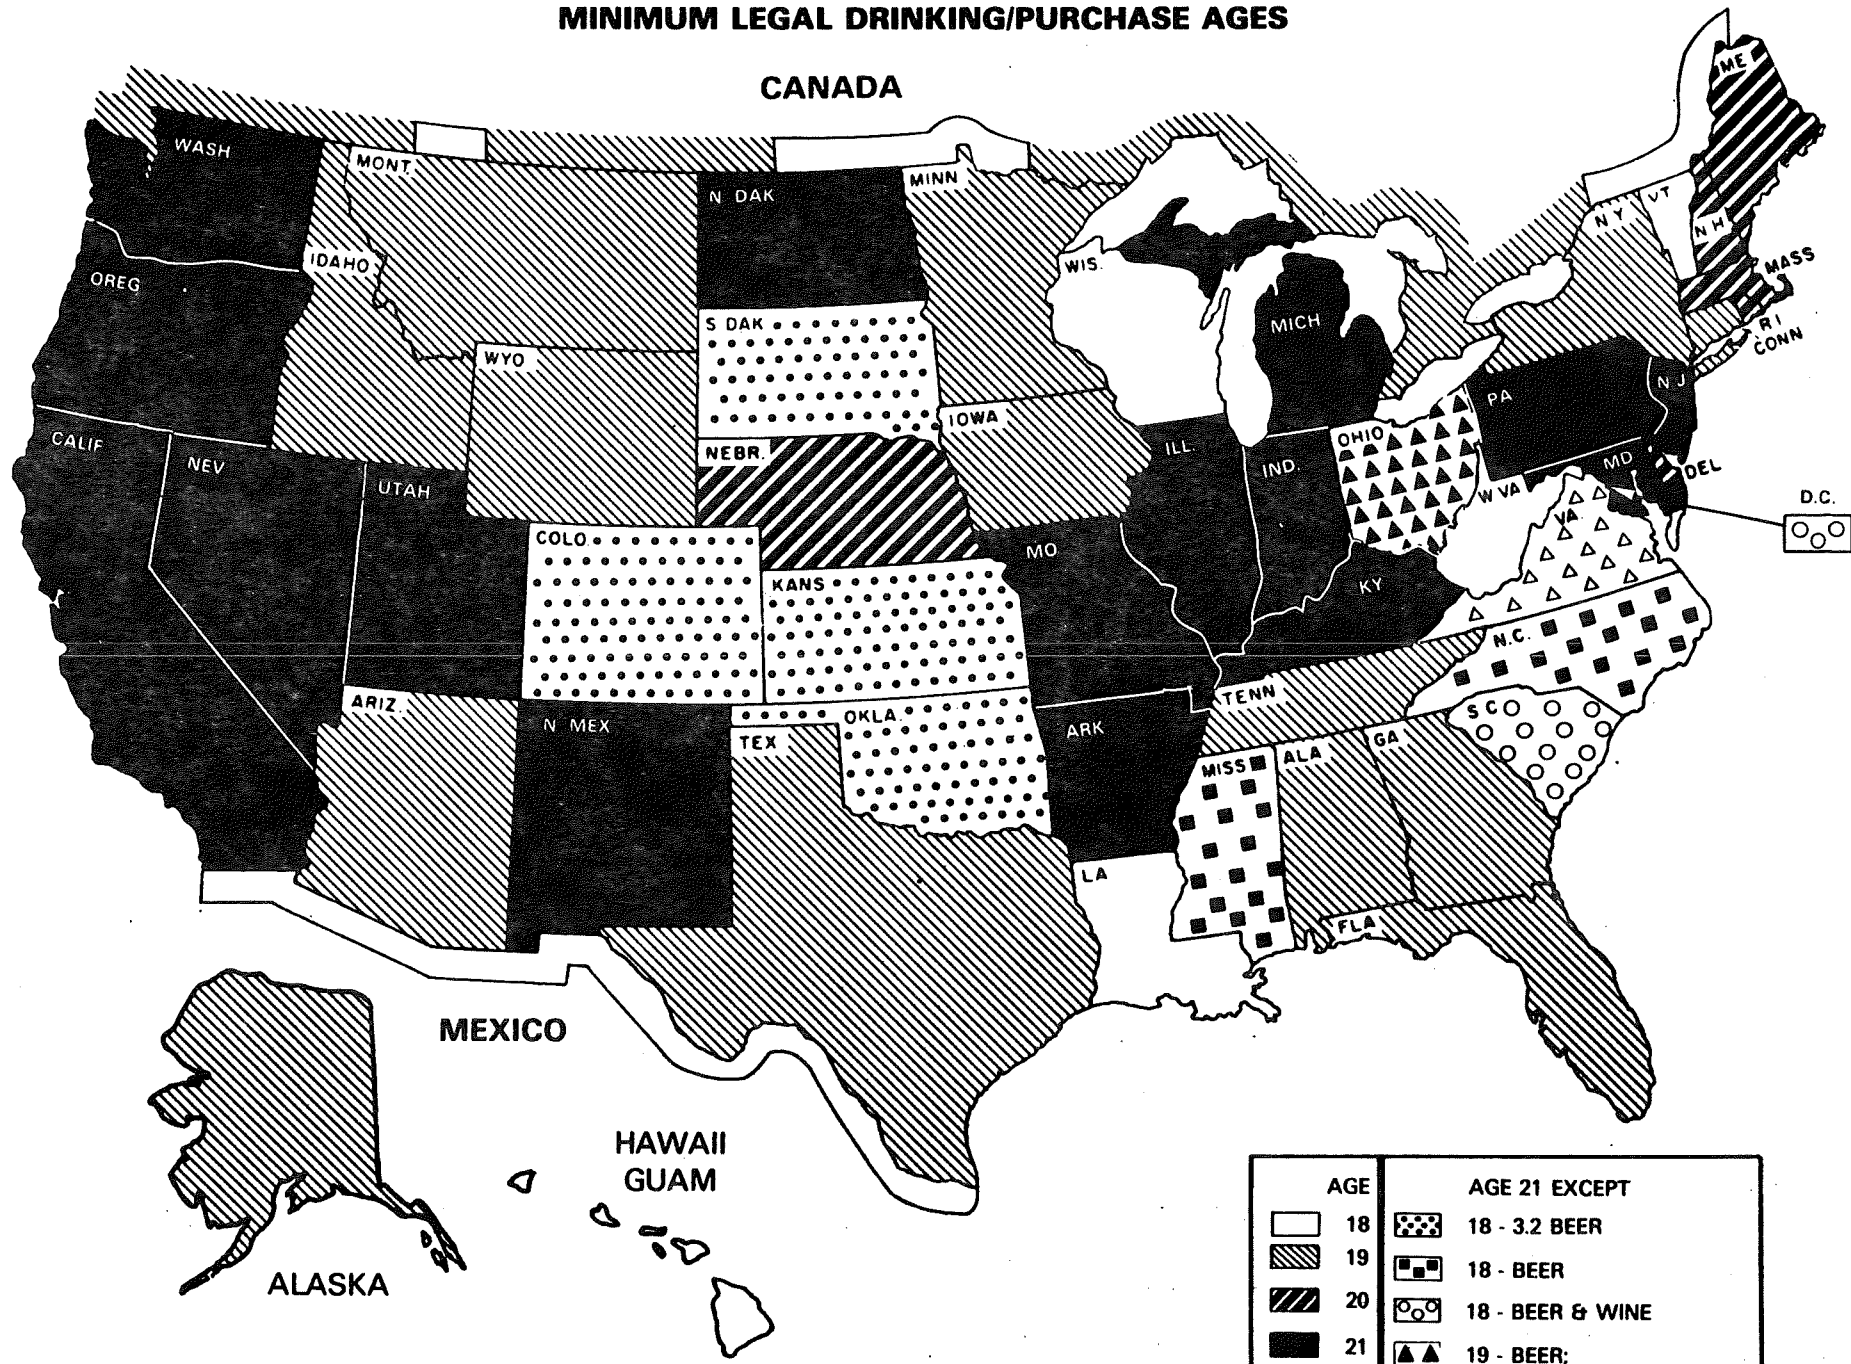 MINIMUM LEGAL DRINKING/PURCHASE AGES
CANADA
ME
WASH
MONT.
N DAK
MINN
N Y
VT
N H
IDAHO
WIS.
MASS
OREG
S DAK
MICH
R I
CONN
WYO
N J
PA
IOWA
CALIF
NEV
NEBR.
ILL.
IND.
OHIO
MD
DEL
UTAH
W VA
D.C.
VA.
COLO.
MO
KANS
KY
N.C.
ARIZ.
N MEX
OKLA.
TENN
S C
TEX
ARK
GA
MISS
ALA
LA
FLA
MEXICO
HAWAII
GUAM
ALASKA
AGE
AGE 21 EXCEPT
18
18 - 3.2 BEER
19
18 - BEER
20
18 - BEER & WINE
21
19 - BEER;